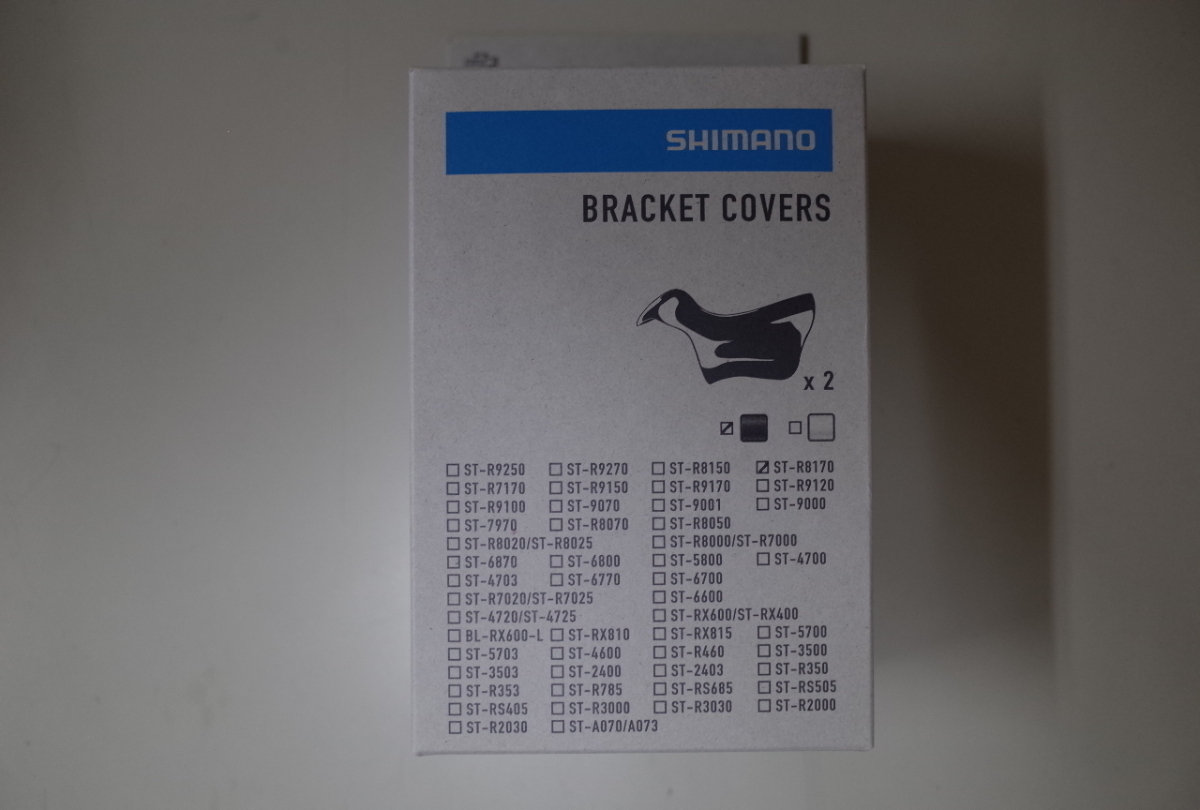 SHIMANO
BRACKET COVERS
x 2
ST-R9250 ST-R9270 ST-R8150 ST-R8170
ST-R7170 ST-R9150 ST-R9170 ST-R9120
ST-R9100 ST-9070 ST-9001 ST-9000
ST-7970 ST-R8070 ST-R8050
ST-R8020/ST-R8025 ST-R8000/ST-R7000
ST-6870 ST-6800 ST-5800 ST-4700
ST-4703 ST-6770 ST-6700
ST-R7020/ST-R7025 ST-6600
ST-4720/ST-4725 ST-RX600/ST-RX400
BL-RX600-L ST-RX810 ST-RX815 ST-5700
ST-5703 ST-4600 ST-R460 ST-3500
ST-3503 ST-2400 ST-2403 ST-R350
ST-R353 ST-R785 ST-RS685 ST-RS505
ST-RS405 ST-R3000 ST-R3030 ST-R2000
ST-R2030 ST-A070/A073